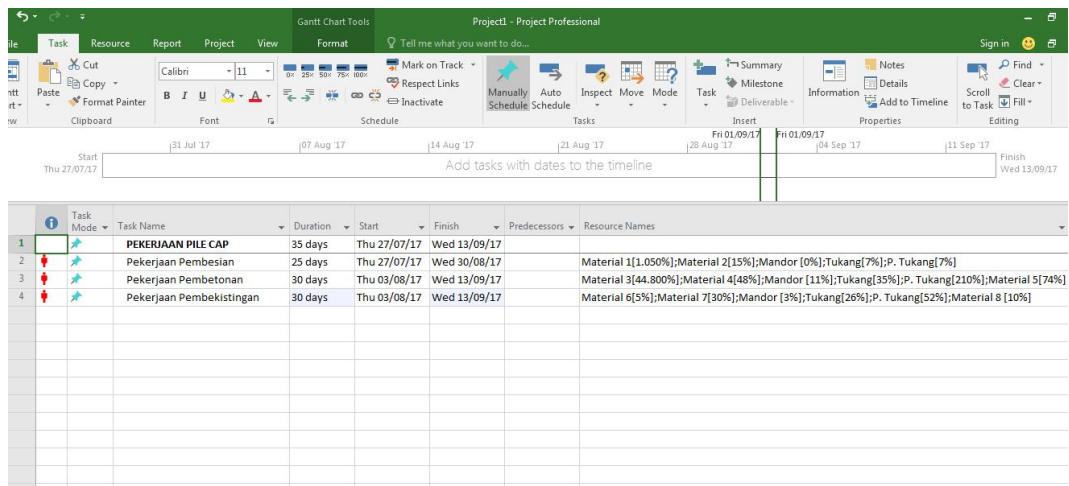 Gantt Chart Tools Project1 - Project Professional
ile Task Resource Report Project View Format Tell me what you want to do... Sign in
Cut
Copy
Format Painter
Paste
Clipboard
Calibri 11
B I U A
Font
0× 25× 50× 75× 100×
Mark on Track
Respect Links
Inactivate
Schedule
Manually Schedule
Auto Schedule
Inspect Move Mode
Tasks
Task
Summary
Milestone
Deliverable
Insert
Information
Notes
Details
Add to Timeline
Properties
Scroll to Task
Find
Clear
Fill
Editing
Fri 01/09/17 Fri 01/09/17
31 Jul '17 07 Aug '17 14 Aug '17 21 Aug '17 28 Aug '17 04 Sep '17 11 Sep '17
Start
Thu 27/07/17
Add tasks with dates to the timeline
Finish
Wed 13/09/17
Task Mode Task Name Duration Start Finish Predecessors Resource Names
1 PEKERJAAN PILE CAP 35 days Thu 27/07/17 Wed 13/09/17
2 Pekerjaan Pembesian 25 days Thu 27/07/17 Wed 30/08/17 Material 1[1.050%];Material 2[15%];Mandor [0%];Tukang[7%];P. Tukang[7%]
3 Pekerjaan Pembetonan 30 days Thu 03/08/17 Wed 13/09/17 Material 3[44.800%];Material 4[48%];Mandor [11%];Tukang[35%];P. Tukang[210%];Material 5[74%]
4 Pekerjaan Pembekistingan 30 days Thu 03/08/17 Wed 13/09/17 Material 6[5%];Material 7[30%];Mandor [3%];Tukang[26%];P. Tukang[52%];Material 8 [10%]